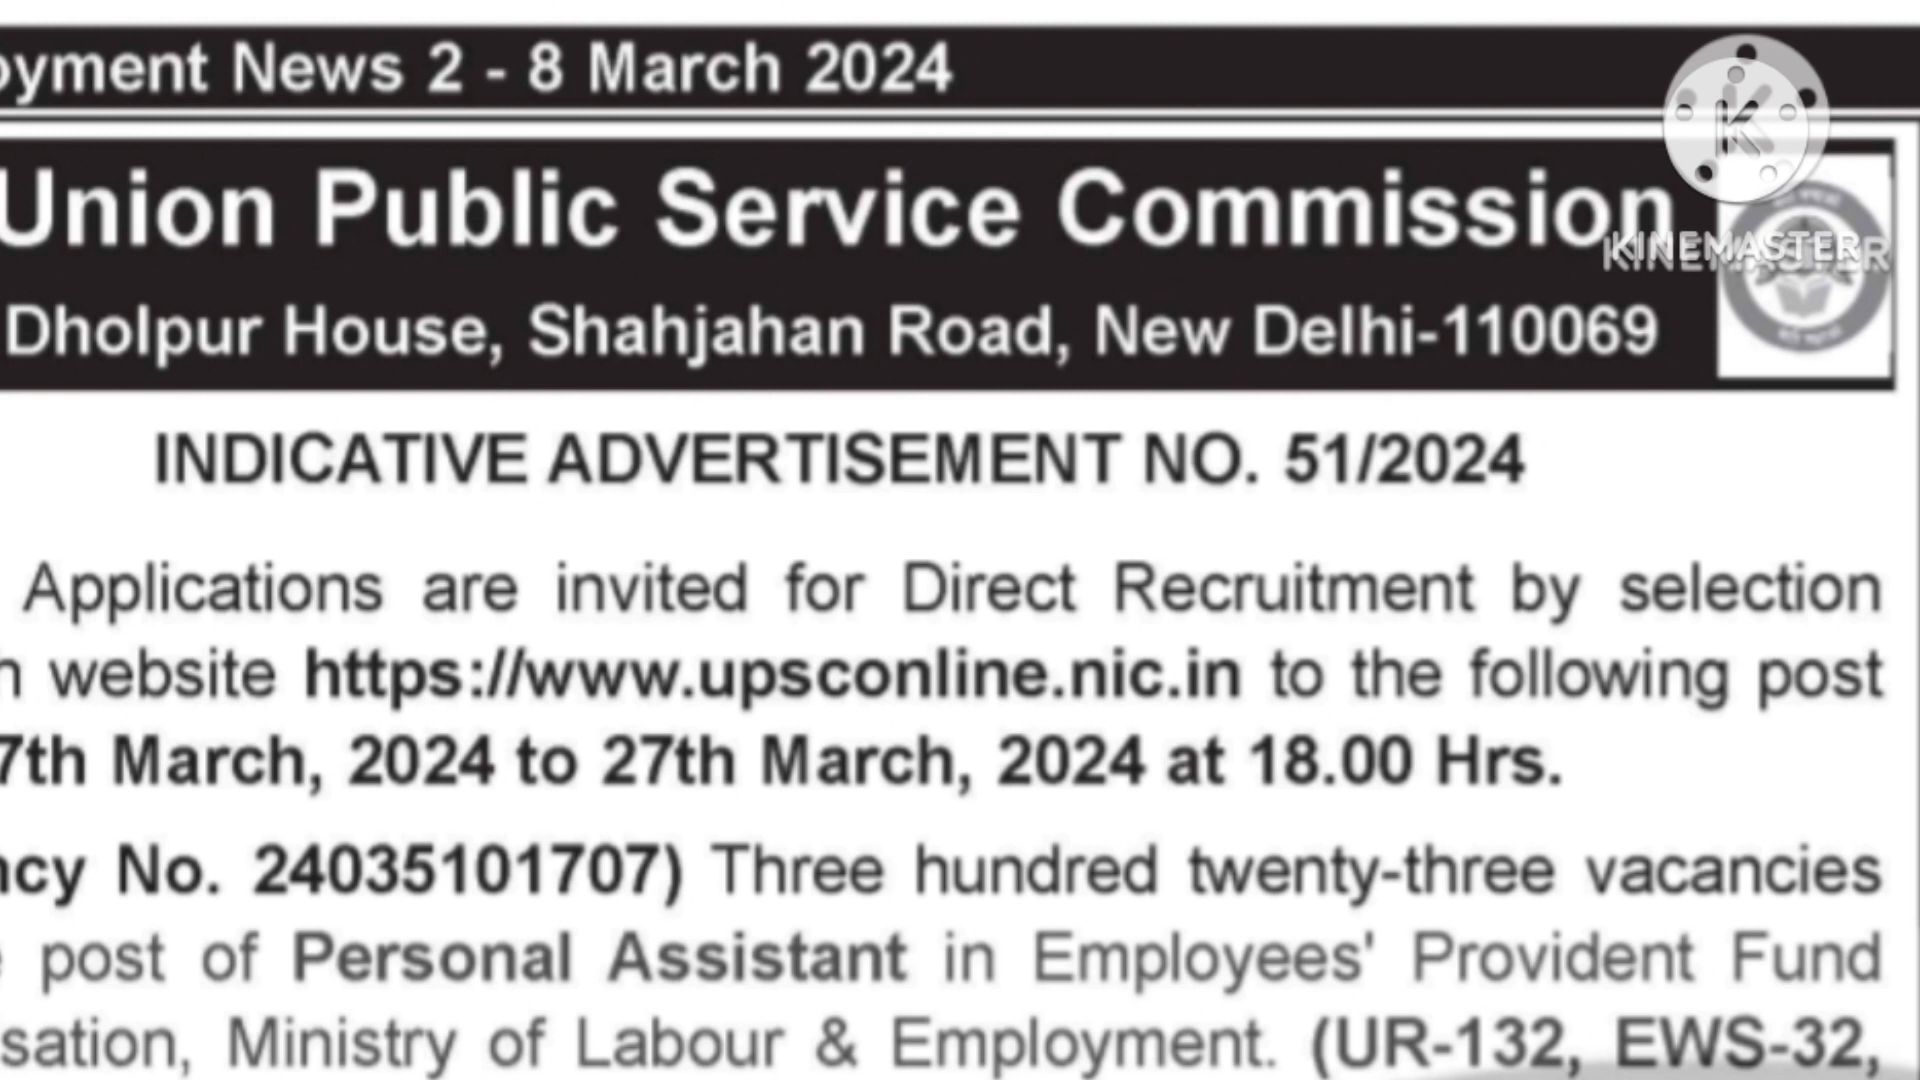 oyment News 2 - 8 March 2024
Union Public Service Commission
KINEMASTER
Dholpur House, Shahjahan Road, New Delhi-110069
INDICATIVE ADVERTISEMENT NO. 51/2024
Applications are invited for Direct Recruitment by selection
h website https://www.upsconline.nic.in to the following post
7th March, 2024 to 27th March, 2024 at 18.00 Hrs.
ncy No. 24035101707) Three hundred twenty-three vacancies
e post of Personal Assistant in Employees' Provident Fund
sation, Ministry of Labour & Employment. (UR-132, EWS-32,